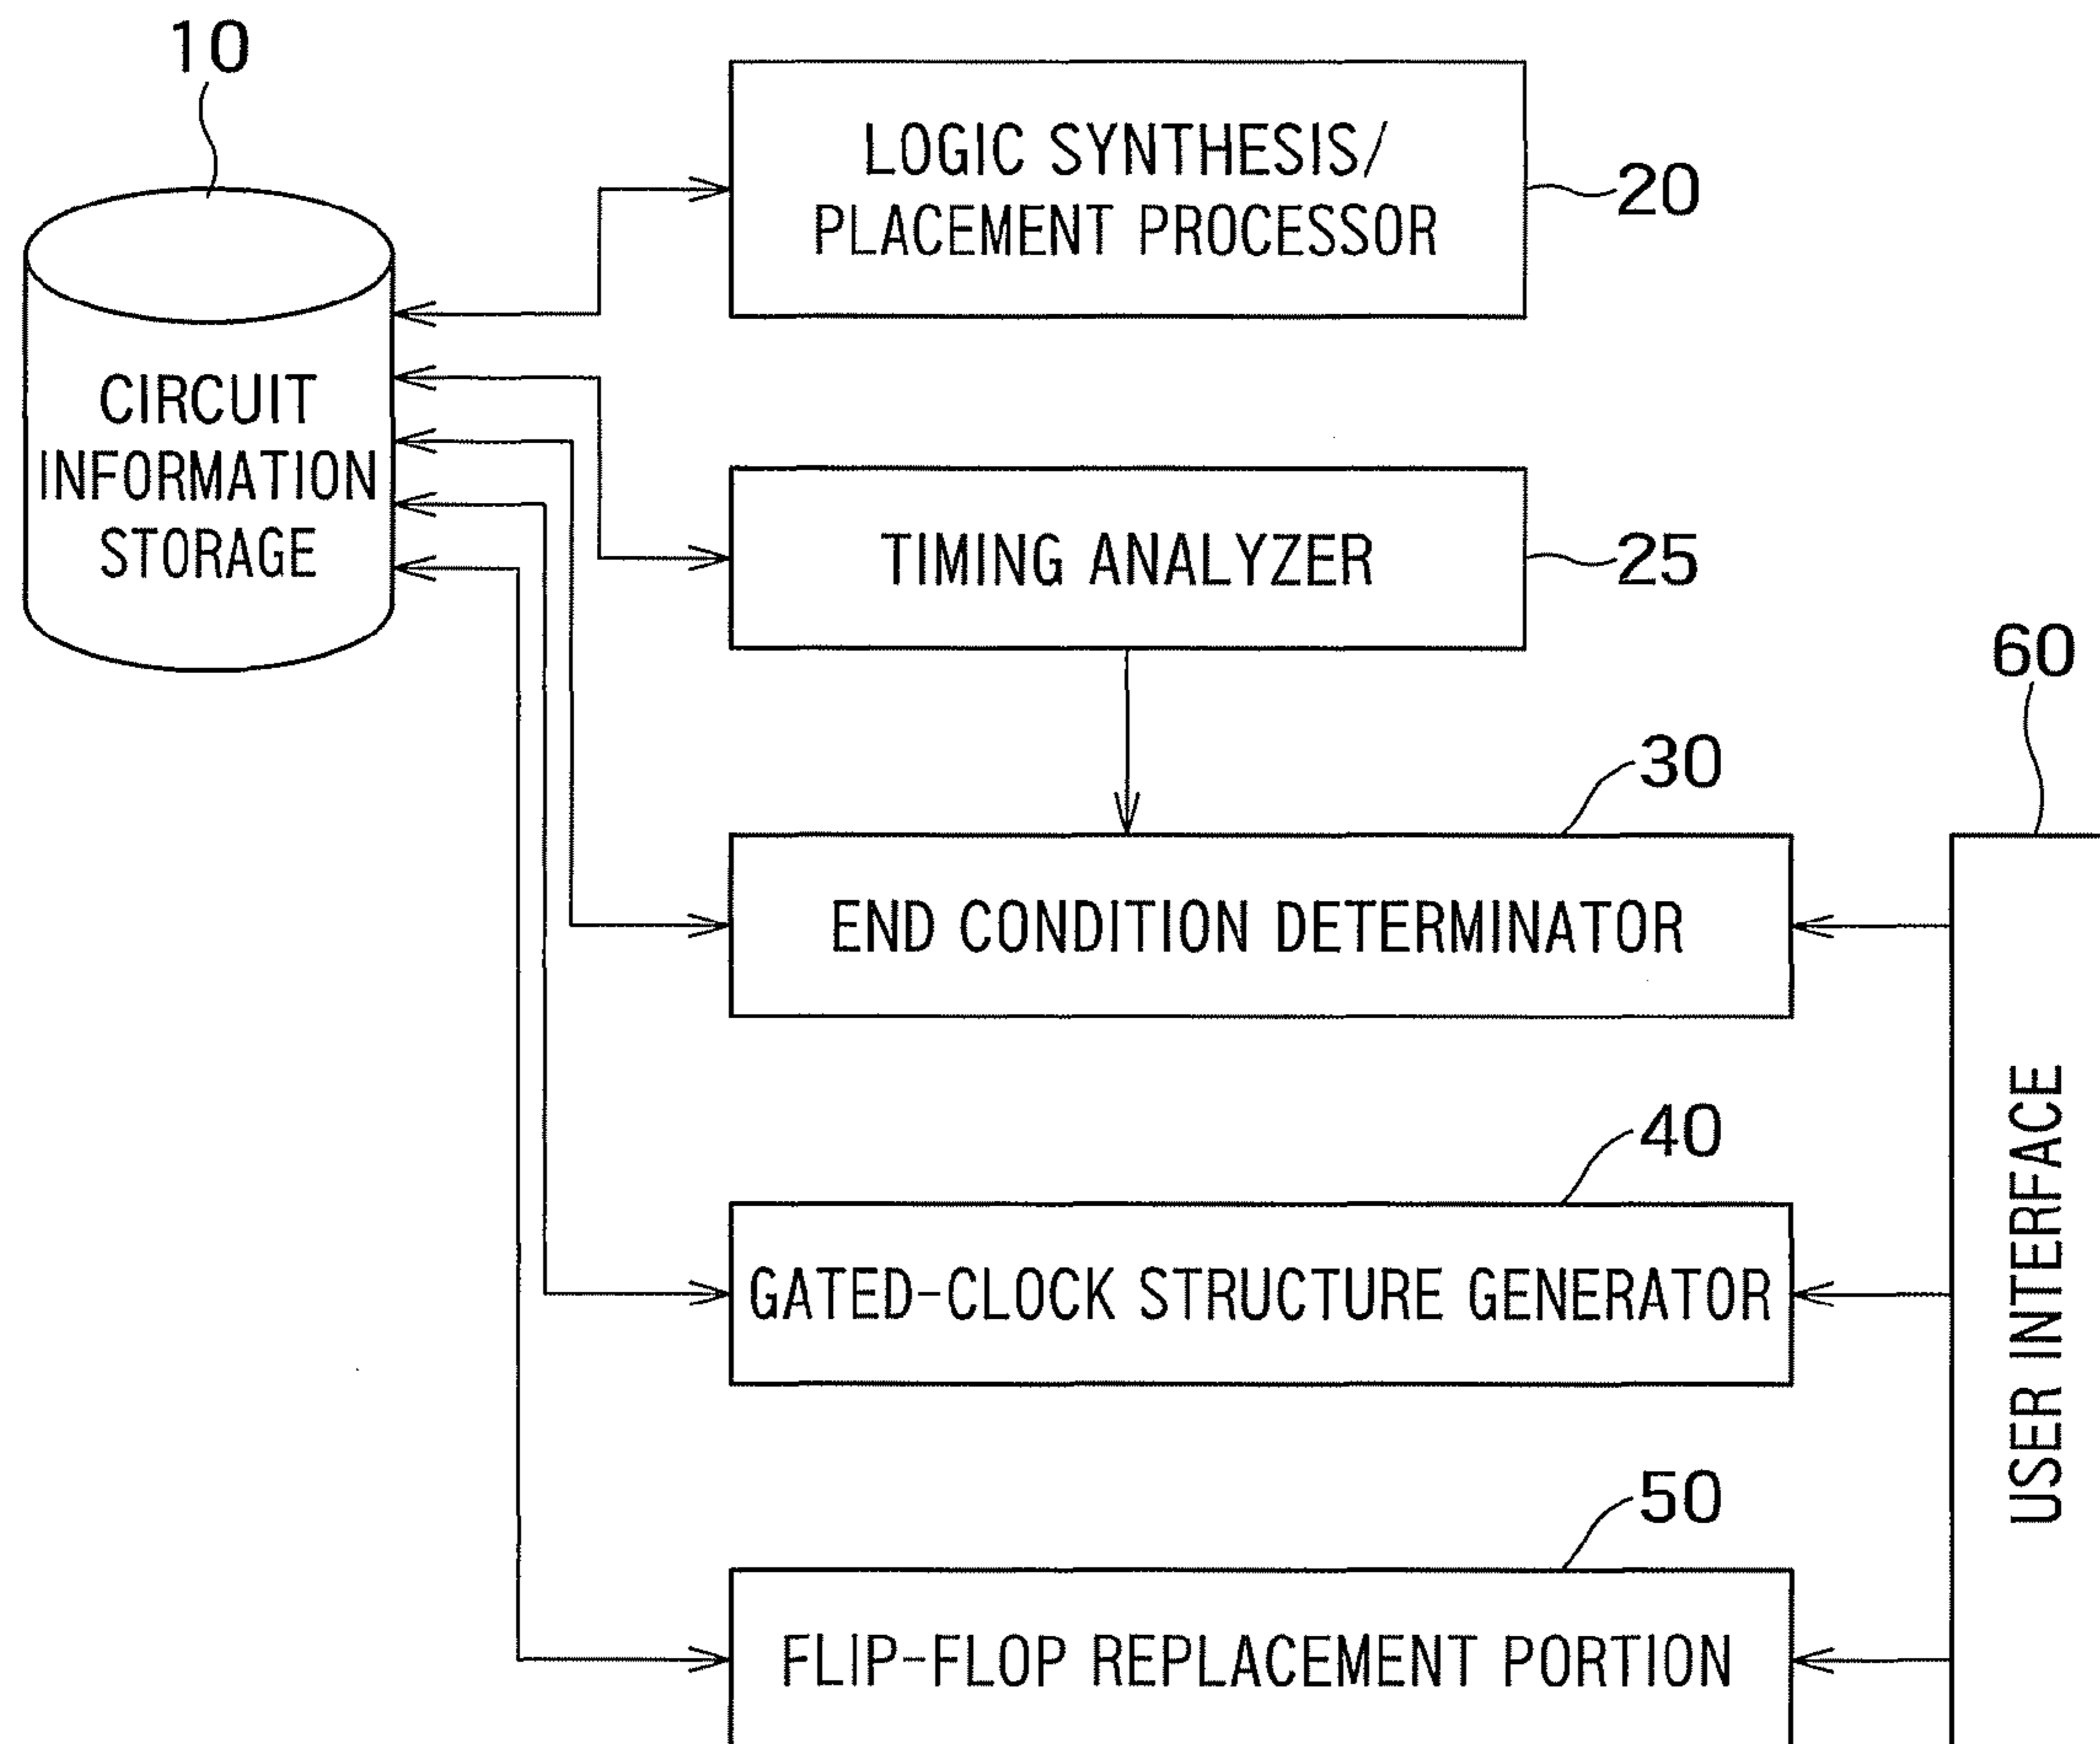 10
LOGIC SYNTHESIS/
PLACEMENT PROCESSOR
20
CIRCUIT
INFORMATION
STORAGE
TIMING ANALYZER
25
60
30
END CONDITION DETERMINATOR
40
GATED-CLOCK STRUCTURE GENERATOR
USER INTERFACE
50
FLIP-FLOP REPLACEMENT PORTION